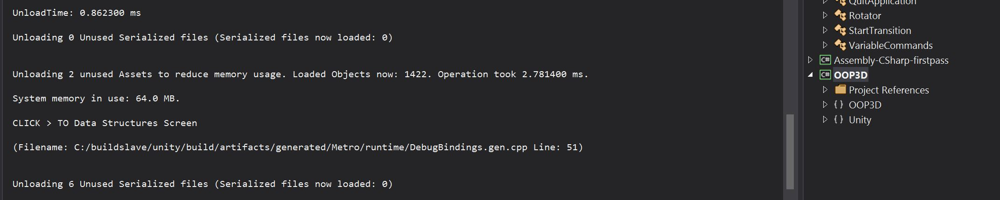 UnloadTime: 0.862300 ms
Unloading 0 Unused Serialized files (Serialized files now loaded: 0)
Unloading 2 unused Assets to reduce memory usage. Loaded Objects now: 1422. Operation took 2.781400 ms.
System memory in use: 64.0 MB.
CLICK > TO Data Structures Screen
(Filename: C:/buildslave/unity/build/artifacts/generated/Metro/runtime/DebugBindings.gen.cpp Line: 51)
Unloading 6 Unused Serialized files (Serialized files now loaded: 0)
QuitApplication
Rotator
StartTransition
VariableCommands
C# Assembly-CSharp-firstpass
C# OOP3D
Project References
{ } OOP3D
{ } Unity